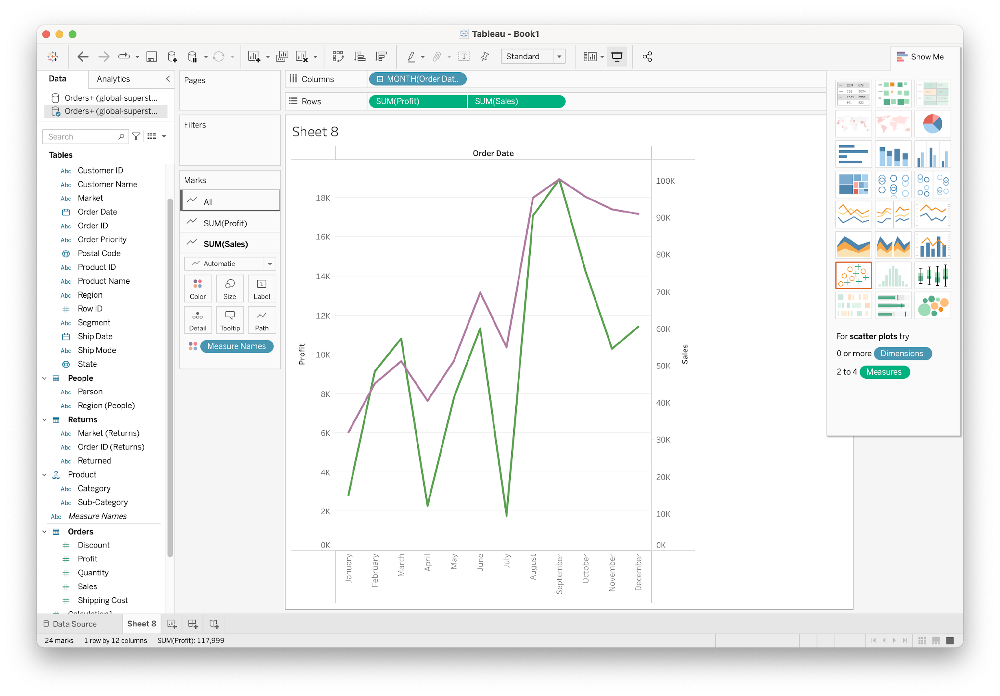 Tableau - Book1
Standard
Show Me
Data
Analytics
Orders+ (global-superst...
Orders+ (global-superst...
Search
Tables
Abc Customer ID
Abc Customer Name
Abc Market
Order Date
Abc Order ID
Abc Order Priority
Postal Code
Abc Product ID
Abc Product Name
Abc Region
Row ID
Abc Segment
Ship Date
Abc Ship Mode
State
People
Abc Person
Abc Region (People)
Returns
Abc Market (Returns)
Abc Order ID (Returns)
Abc Returned
Product
Abc Category
Abc Sub-Category
Abc Measure Names
Orders
Discount
Profit
Quantity
Sales
Shipping Cost
Calculation1
Pages
Filters
Marks
All
SUM(Profit)
SUM(Sales)
Automatic
Color
Size
Label
Detail
Tooltip
Path
Measure Names
Columns
MONTH(Order Dat..
Rows
SUM(Profit)
SUM(Sales)
Sheet 8
Order Date
18K
16K
14K
12K
10K
8K
6K
4K
2K
0K
Profit
100K
90K
80K
70K
60K
50K
40K
30K
20K
10K
0K
Sales
January
February
March
April
May
June
July
August
September
October
November
December
1234 678
368 3034
2620 2559
971 322
For scatter plots try
0 or more Dimensions
2 to 4 Measures
Data Source
Sheet 8
24 marks
1 row by 12 columns
SUM(Profit): 117,999